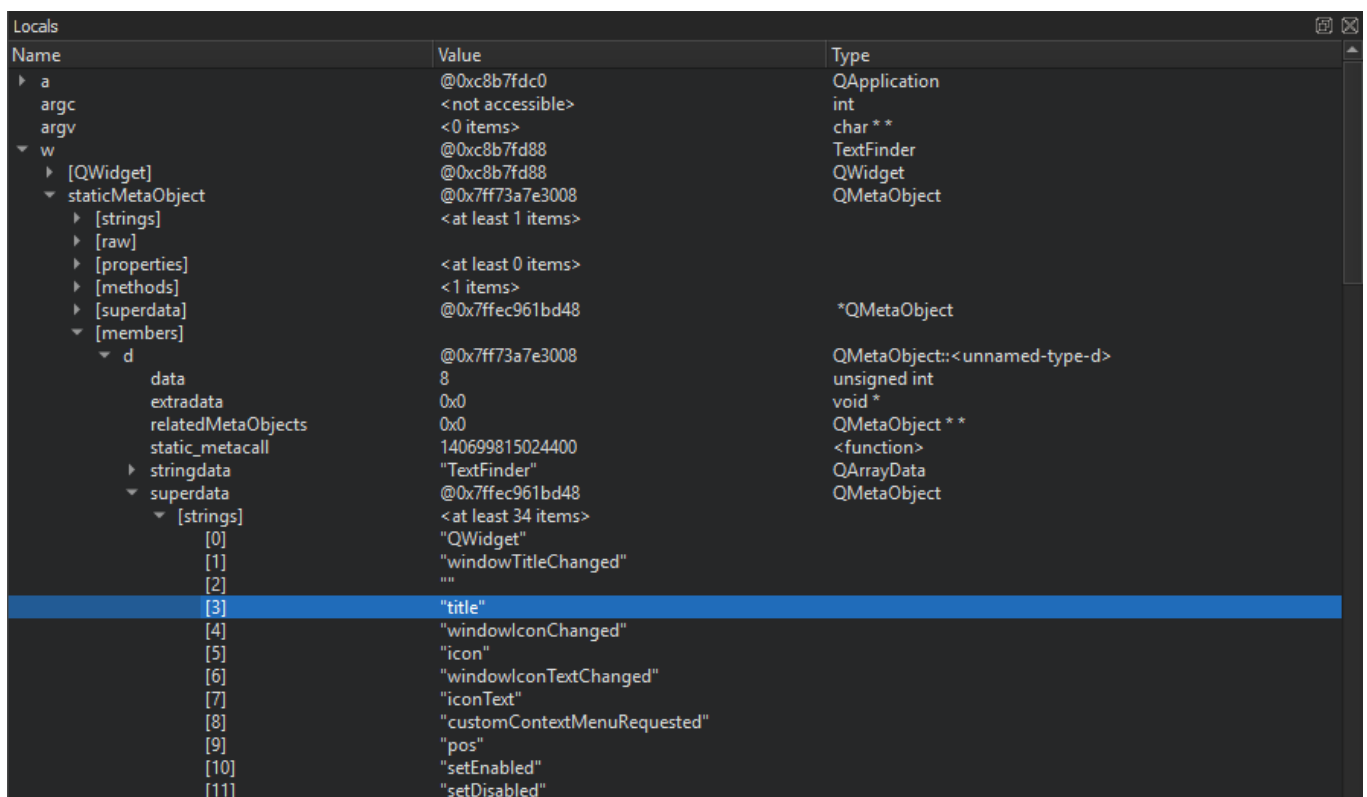 Locals
Name Value Type
a @0xc8b7fdc0 QApplication
argc <not accessible> int
argv <0 items> char * *
w @0xc8b7fd88 TextFinder
[QWidget] @0xc8b7fd88 QWidget
staticMetaObject @0x7ff73a7e3008 QMetaObject
[strings] <at least 1 items>
[raw]
[properties] <at least 0 items>
[methods] <1 items>
[superdata] @0x7ffec961bd48 *QMetaObject
[members]
d @0x7ff73a7e3008 QMetaObject::<unnamed-type-d>
data 8 unsigned int
extradata 0x0 void *
relatedMetaObjects 0x0 QMetaObject * *
static_metacall 140699815024400 <function>
stringdata "TextFinder" QArrayData
superdata @0x7ffec961bd48 QMetaObject
[strings] <at least 34 items>
[0] "QWidget"
[1] "windowTitleChanged"
[2] ""
[3] "title"
[4] "windowIconChanged"
[5] "icon"
[6] "windowIconTextChanged"
[7] "iconText"
[8] "customContextMenuRequested"
[9] "pos"
[10] "setEnabled"
[11] "setDisabled"